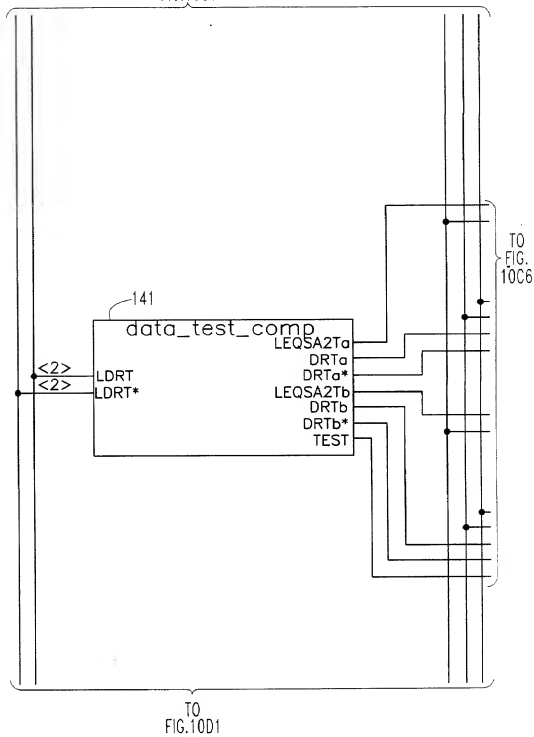 141
data_test_comp
LEQSA2Ta
DRTa
DRTa*
LEQSA2Tb
DRTb
DRTb*
TEST
<2>
LDRT
<2>
LDRT*
TO
FIG.
10C6
TO
FIG.10D1